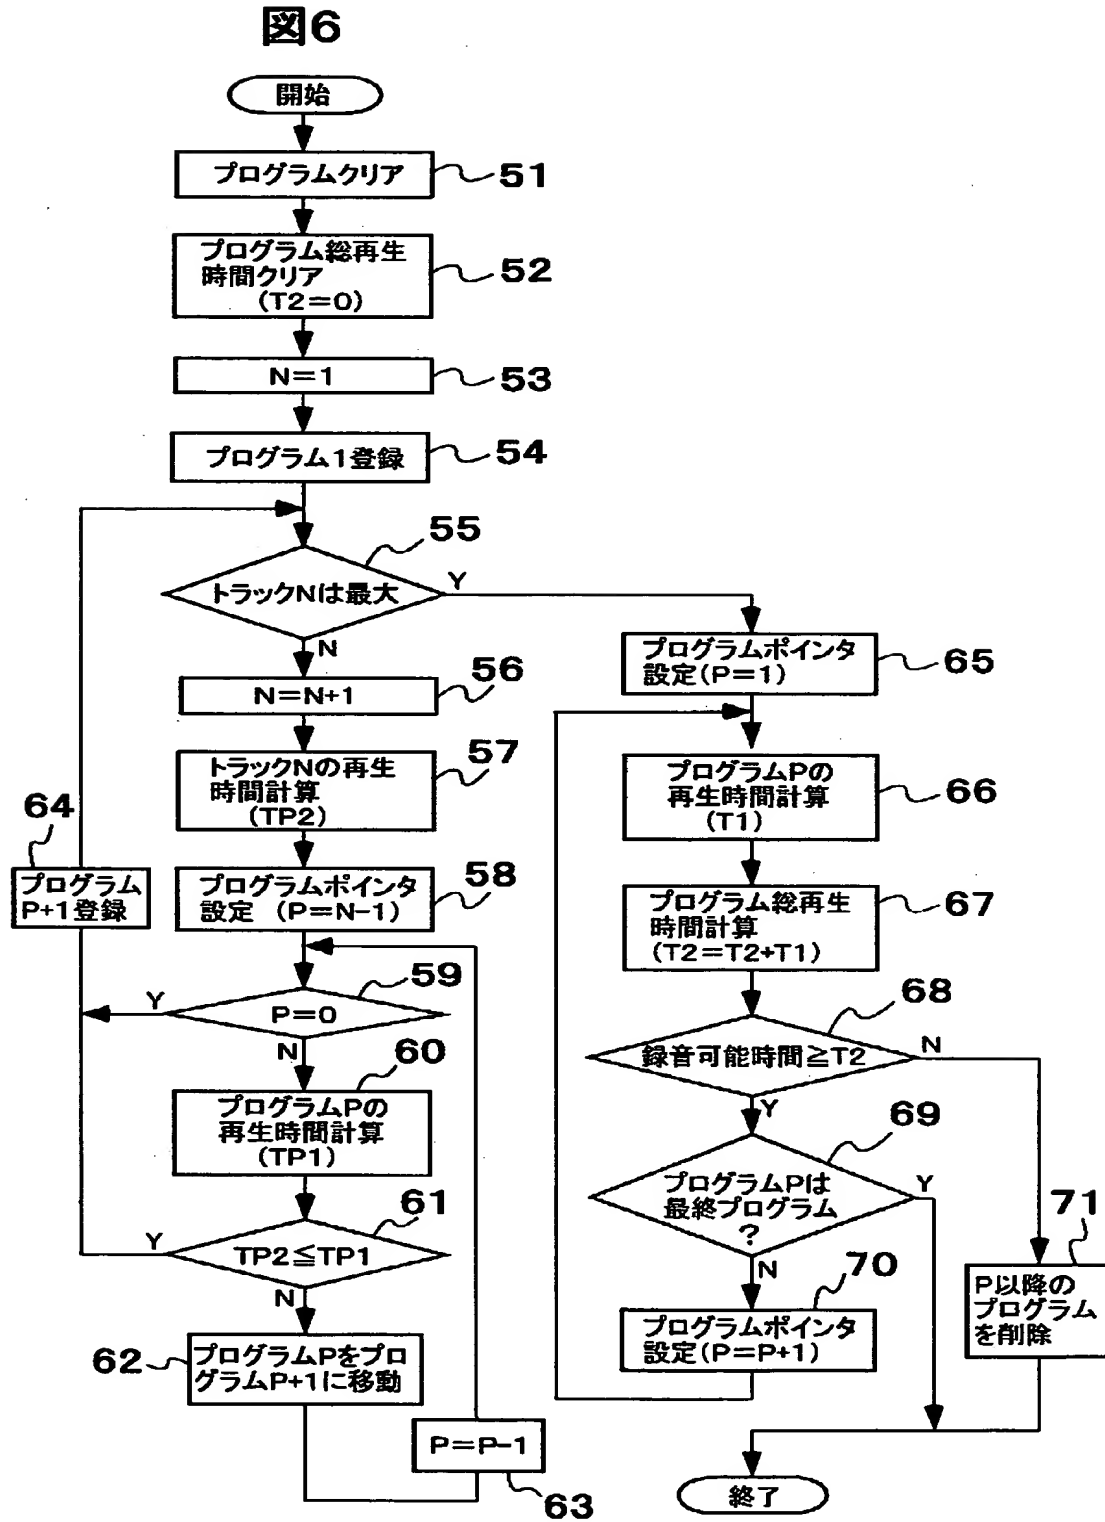 図6
開始
プログラムクリア
51
プログラム総再生
時間クリア
(T2=0)
52
N=1
53
プログラム1登録
54
55
トラックNは最大
Y
N
N=N+1
56
トラックNの再生
時間計算
(TP2)
57
64
プログラム
P+1登録
プログラムポインタ
設定 (P=N-1)
58
59
P=0
Y
N
60
プログラムPの
再生時間計算
(TP1)
61
TP2≦TP1
Y
N
62
プログラムPをプロ
グラムP+1に移動
P=P-1
63
プログラムポインタ
設定(P=1)
65
プログラムPの
再生時間計算
(T1)
66
プログラム総再生
時間計算
(T2=T2+T1)
67
68
録音可能時間≧T2
N
Y
69
プログラムPは
最終プログラム
?
Y
N
70
プログラムポインタ
設定(P=P+1)
71
P以降の
プログラム
を削除
終了